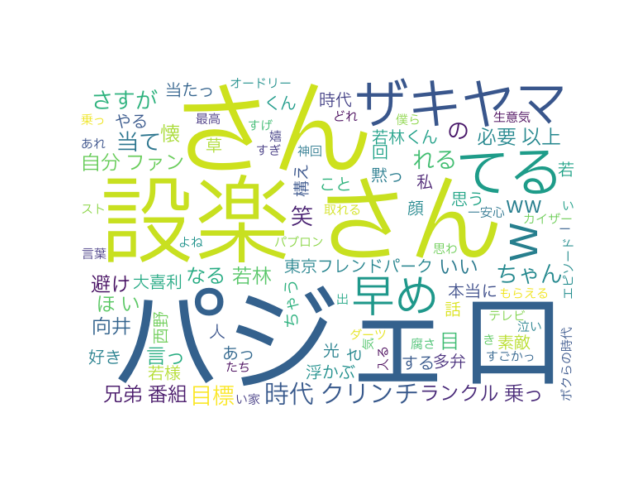 さすが
当たっ
オードリー
くん
時代
どれ
ザキヤマ
乗っ
やる
最高
すげ
嬉
僕ら
生意気
あれ
当て
懐
草
すぎ
神回
若林くん
の
必要
以上
自分
ファン
さん
構え
回
黙っ
れる
てる
若
設楽
さん
こと
私
思う
ww
い
スト
笑
取れる
顔
一安心
カイザー
言葉
よね
パブロン
思わ
w
エピソード
ー
避け
大喜利
なる
若林
東京フレンドパーク
いい
ちゃん
ほい
ちゃう
出
早め
本当に
もらえる
向井
西野
人
パジェロ
ダーツ
話
テレビ
泣い
好き
言っ
あっ
光
さ
涙
腐さ
目
き
素敵
若様
たち
浮かぶ
入る
する
多弁
すごかっ
ボクらの時代
兄弟
番組
目標
い家
時代
クリンチ
ランクル
乗っ